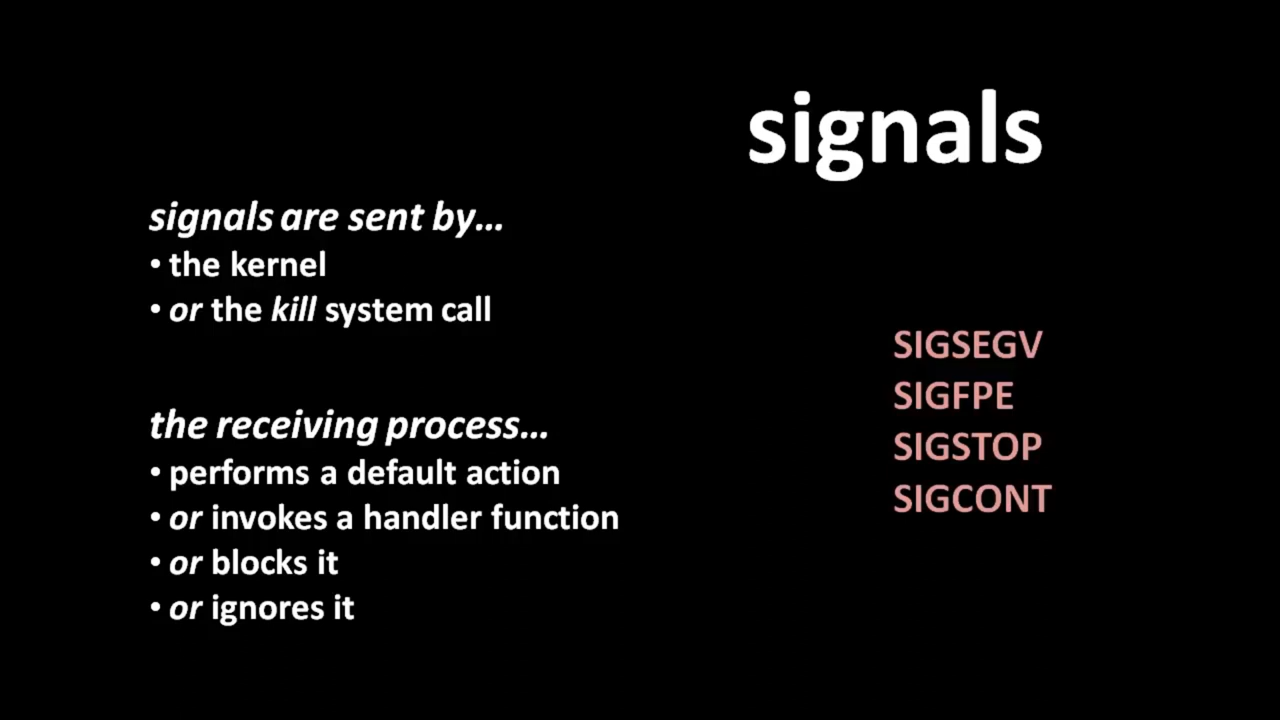 signals
signals are sent by...
• the kernel
• or the kill system call
the receiving process...
• performs a default action
• or invokes a handler function
• or blocks it
• or ignores it
SIGSEGV
SIGFPE
SIGSTOP
SIGCONT